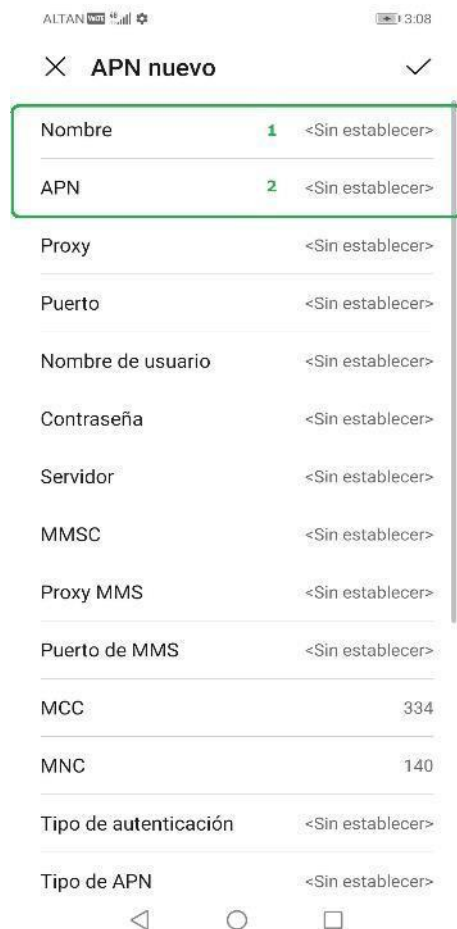 ALTAN VoLTE 3:08
APN nuevo
Nombre 1 <Sin establecer>
APN 2 <Sin establecer>
Proxy <Sin establecer>
Puerto <Sin establecer>
Nombre de usuario <Sin establecer>
Contraseña <Sin establecer>
Servidor <Sin establecer>
MMSC <Sin establecer>
Proxy MMS <Sin establecer>
Puerto de MMS <Sin establecer>
MCC 334
MNC 140
Tipo de autenticación <Sin establecer>
Tipo de APN <Sin establecer>